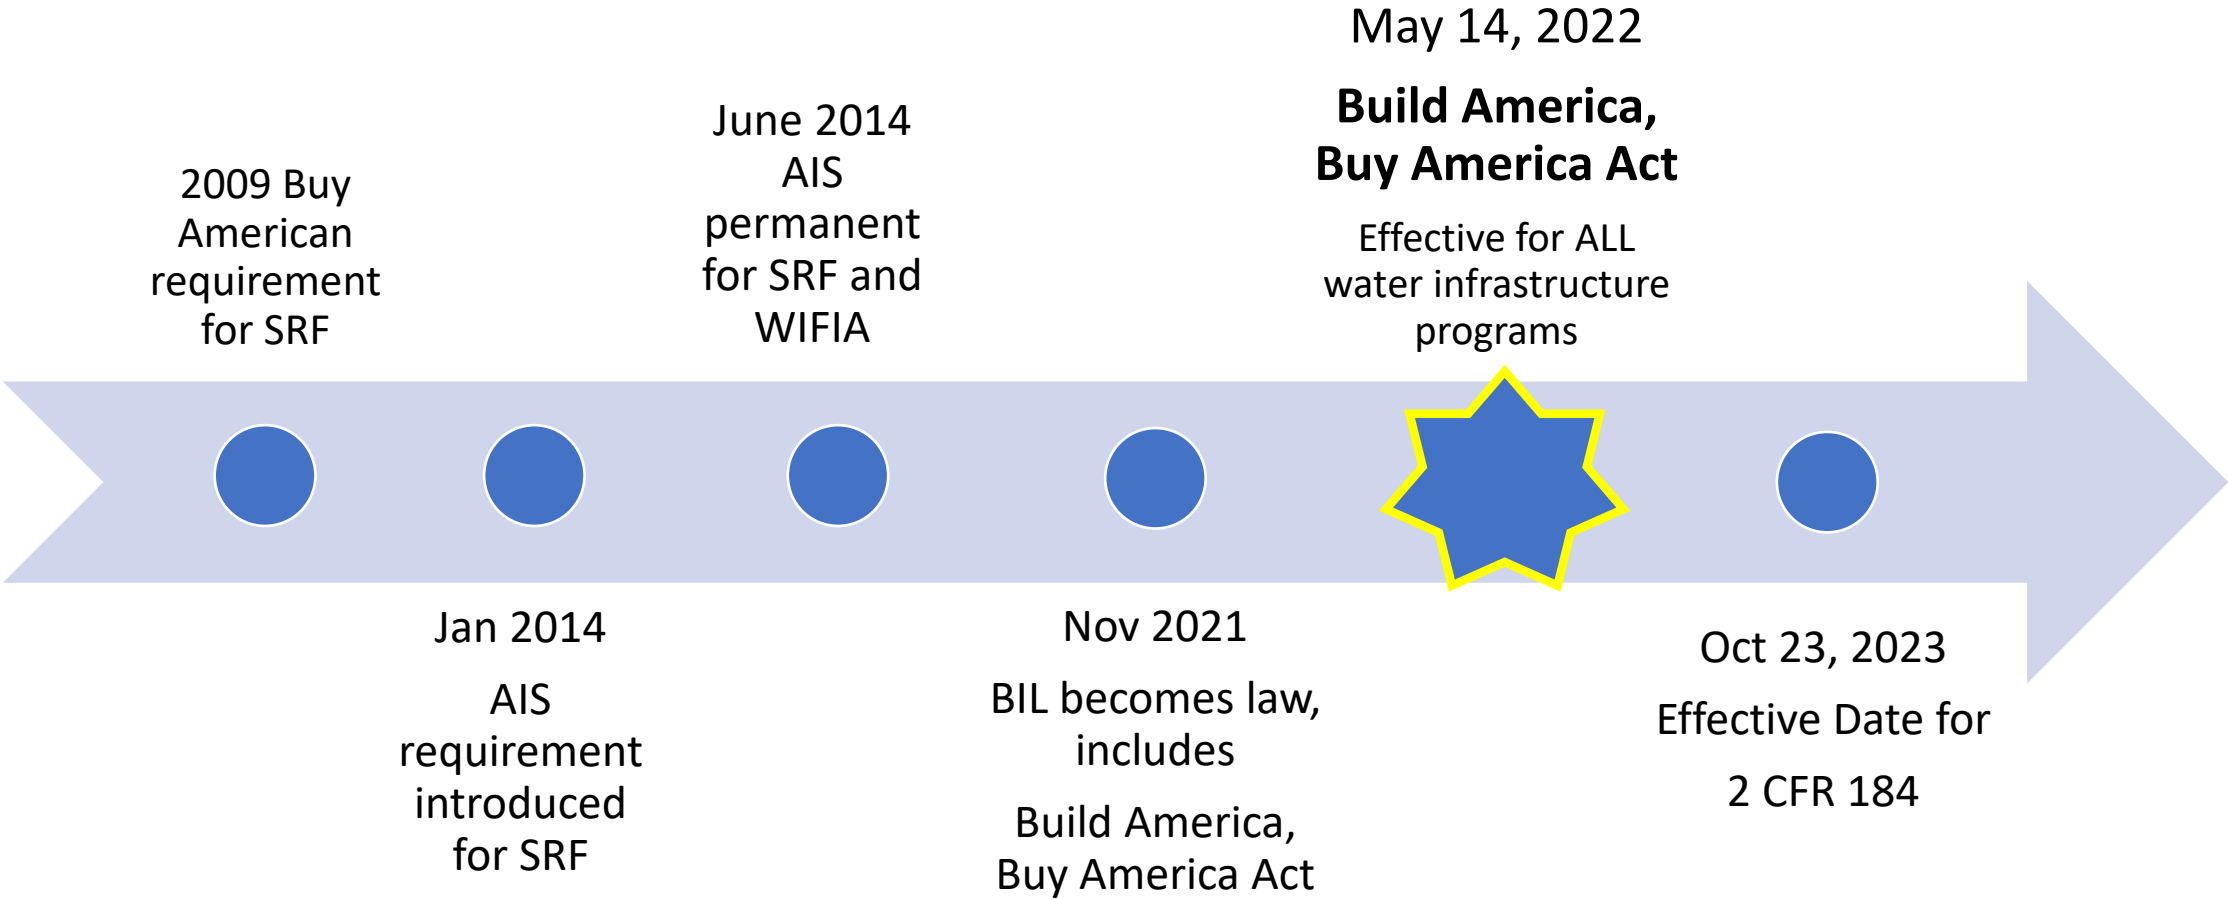 2009 Buy
American
requirement
for SRF
Jan 2014
AIS
requirement
introduced
for SRF
June 2014
AIS
permanent
for SRF and
WIFIA
Nov 2021
BIL becomes law,
includes
Build America,
Buy America Act
May 14, 2022
Build America,
Buy America Act
Effective for ALL
water infrastructure
programs
Oct 23, 2023
Effective Date for
2 CFR 184